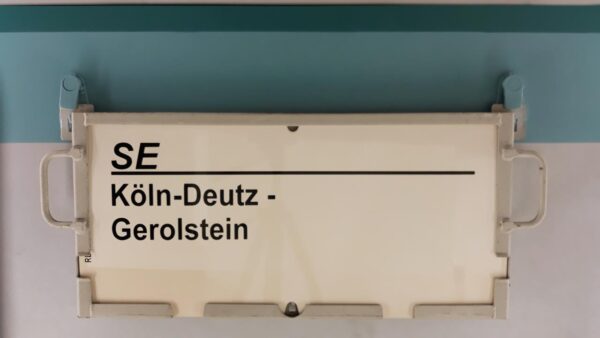 SE
Köln-Deutz -
Gerolstein